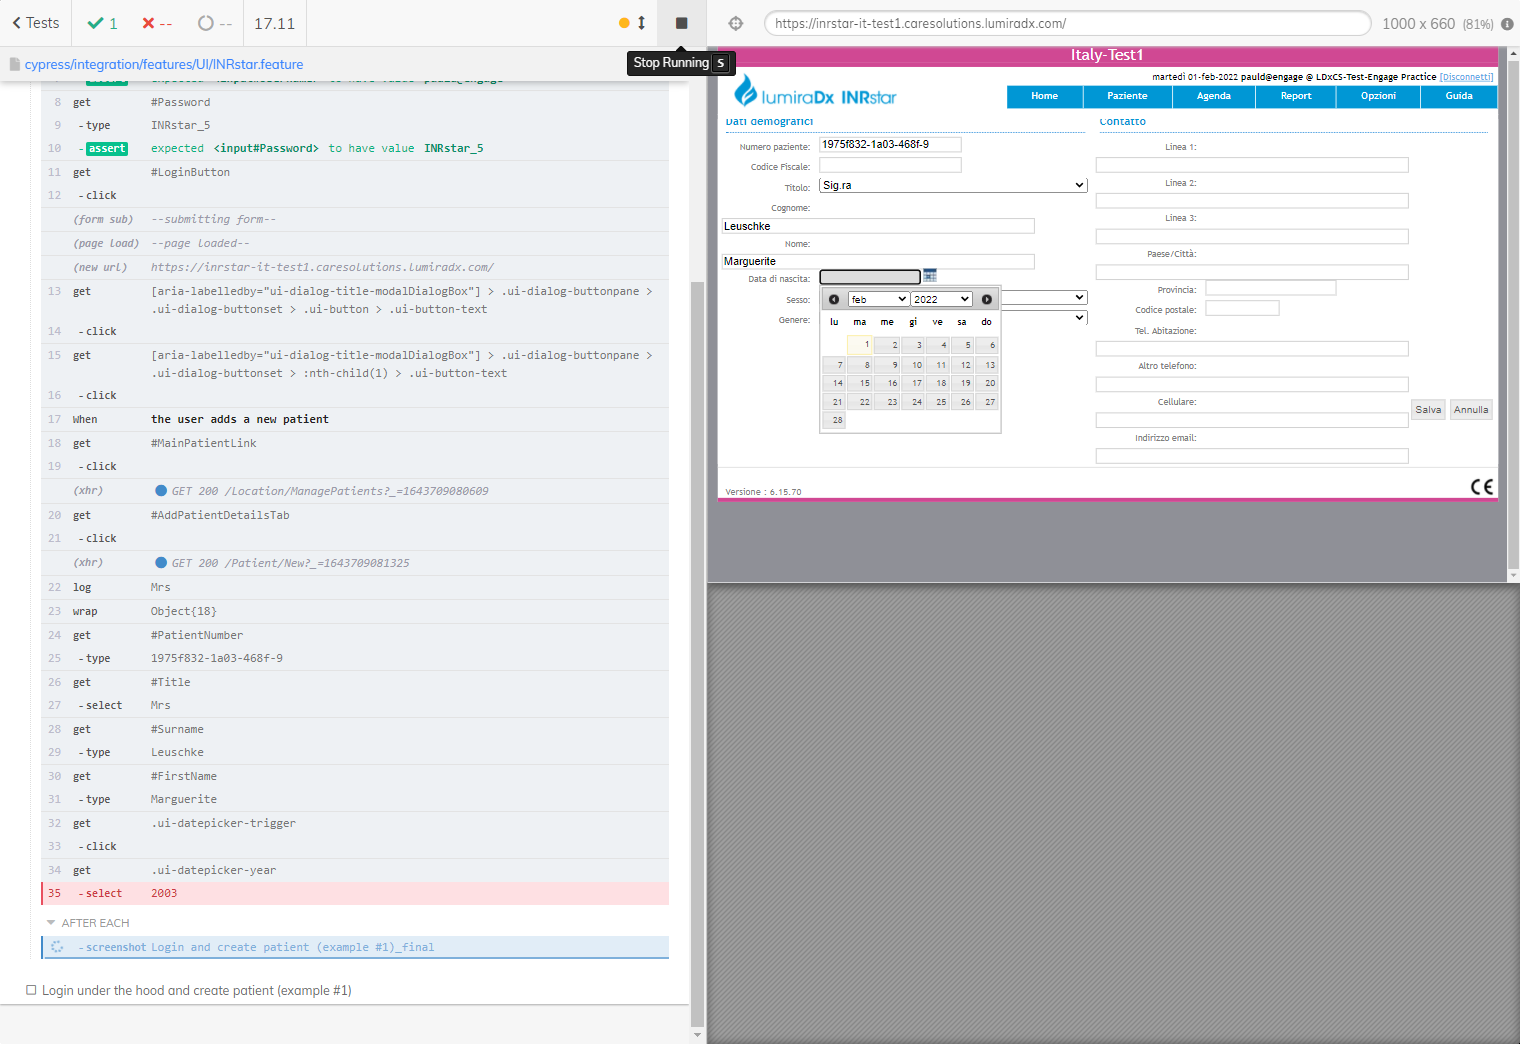 Tests
1
--
--
17.11
Stop Running S
https://inrstar-it-test1.caresolutions.lumiradx.com/
1000 x 660 (81%)
cypress/integration/features/UI/INRstar.feature
8 get #Password
9 -type INRstar_5
10 -assert expected <input#Password> to have value INRstar_5
11 get #LoginButton
12 -click
(form sub) --submitting form--
(page load) --page loaded--
(new url) https://inrstar-it-test1.caresolutions.lumiradx.com/
13 get [aria-labelledby="ui-dialog-title-modalDialogBox"] > .ui-dialog-buttonpane >
.ui-dialog-buttonset > .ui-button > .ui-button-text
14 -click
15 get [aria-labelledby="ui-dialog-title-modalDialogBox"] > .ui-dialog-buttonpane >
.ui-dialog-buttonset > :nth-child(1) > .ui-button-text
16 -click
17 When the user adds a new patient
18 get #MainPatientLink
19 -click
(xhr) GET 200 /Location/ManagePatients?_=1643709080609
20 get #AddPatientDetailsTab
21 -click
(xhr) GET 200 /Patient/New?_=1643709081325
22 log Mrs
23 wrap Object{18}
24 get #PatientNumber
25 -type 1975f832-1a03-468f-9
26 get #Title
27 -select Mrs
28 get #Surname
29 -type Leuschke
30 get #FirstName
31 -type Marguerite
32 get .ui-datepicker-trigger
33 -click
34 get .ui-datepicker-year
35 -select 2003
AFTER EACH
-screenshot Login and create patient (example #1)_final
Login under the hood and create patient (example #1)
Italy-Test1
martedì 01-feb-2022 pauld@engage @ LDxCS-Test-Engage Practice [Disconnetti]
lumiraDx INRstar
Home Paziente Agenda Report Opzioni Guida
Dati demografici
Numero paziente: 1975f832-1a03-468f-9
Codice Fiscale:
Titolo: Sig.ra
Cognome:
Leuschke
Nome:
Marguerite
Data di nascita:
Sesso:
Genere:
feb 2022
lu ma me gi ve sa do
1 2 3 4 5 6
7 8 9 10 11 12 13
14 15 16 17 18 19 20
21 22 23 24 25 26 27
28
Contatto
Linea 1:
Linea 2:
Linea 3:
Paese/Città:
Provincia:
Codice postale:
Tel. Abitazione:
Altro telefono:
Cellulare:
Indirizzo email:
Salva Annulla
Versione : 6.15.70
CE